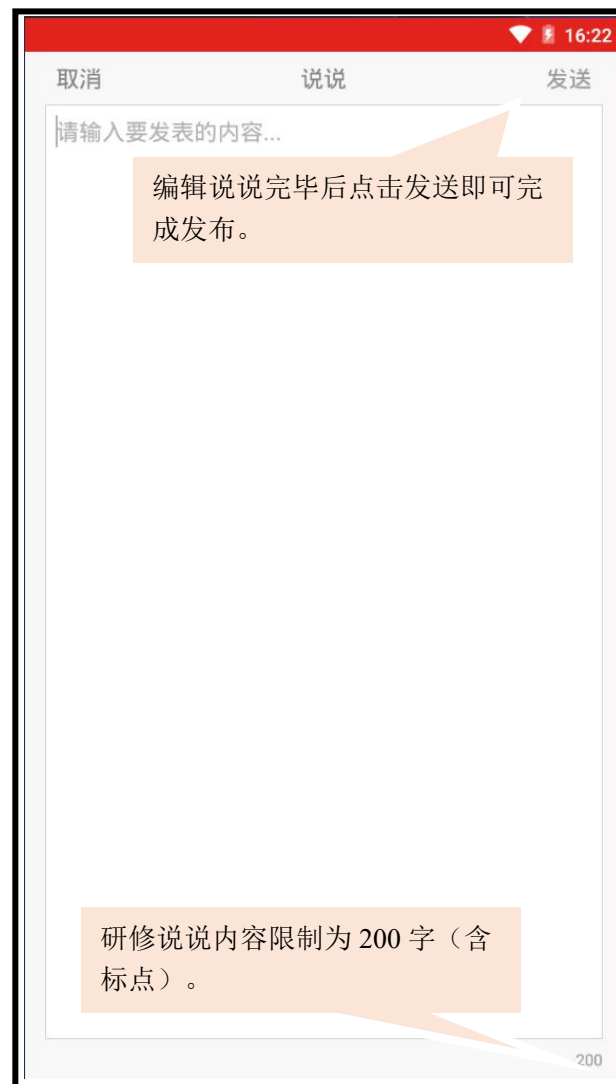 16:22
取消 说说 发送
请输入要发表的内容...
编辑说说完毕后点击发送即可完
成发布。
研修说说内容限制为 200 字（含
标点）。
200